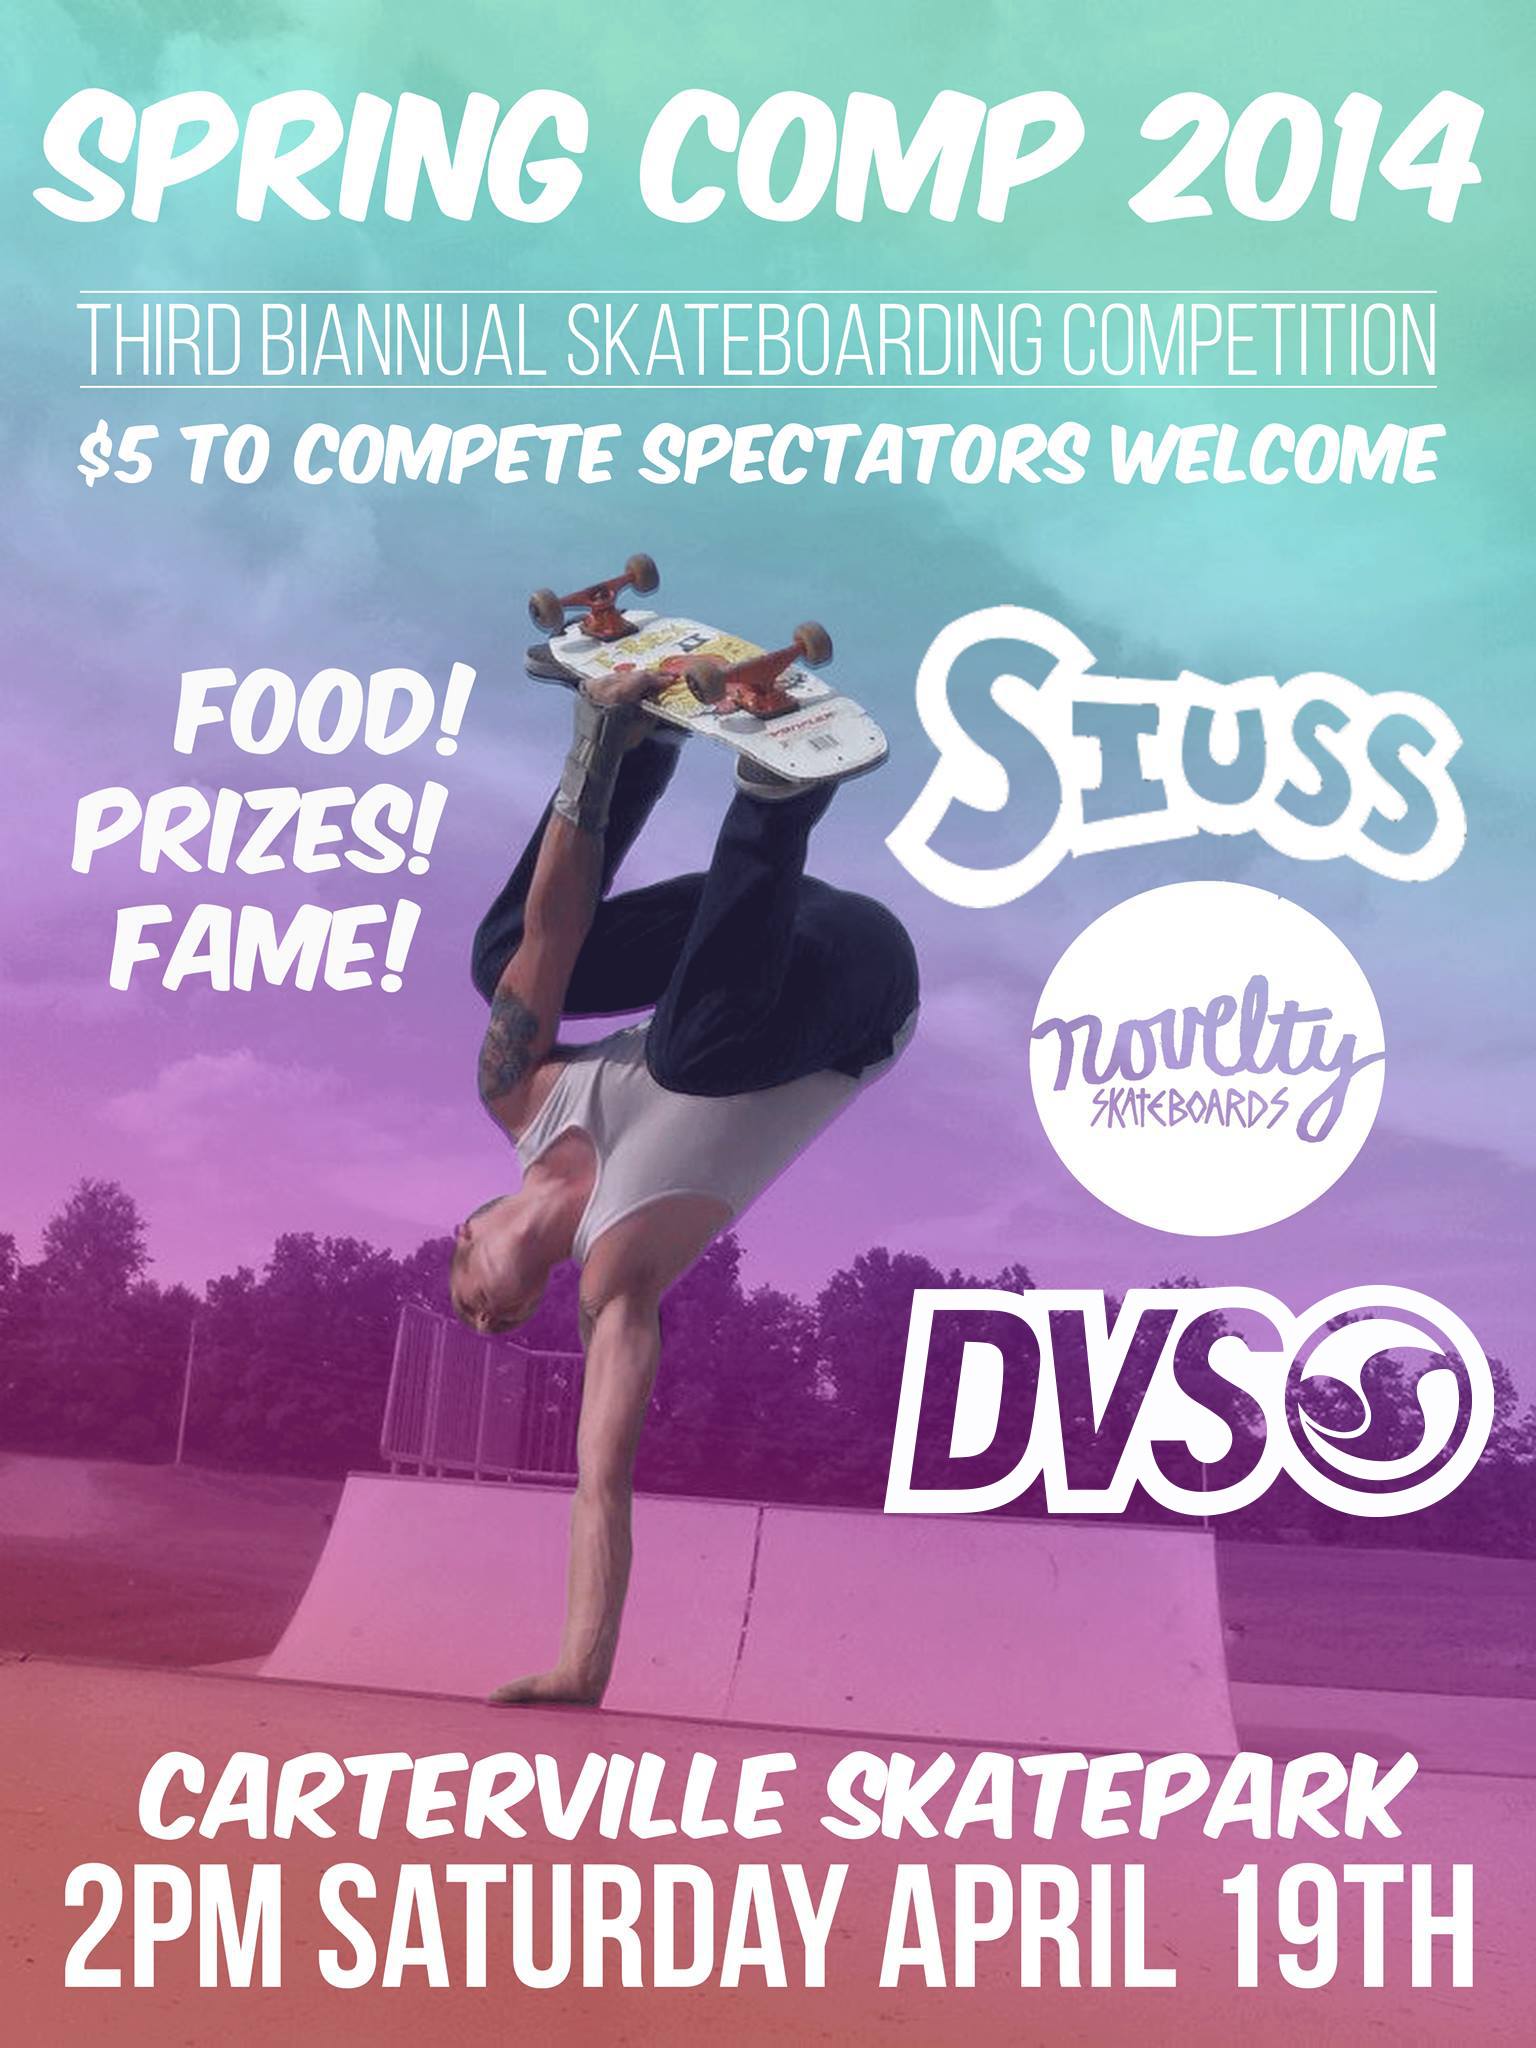 SPRING COMP 2014
THIRD BIANNUAL SKATEBOARDING COMPETITION
$5 TO COMPETE SPECTATORS WELCOME
FOOD!
PRIZES!
FAME!
SIUSS
novelty
SKATEBOARDS
DVS
CARTERVILLE SKATEPARK
2PM SATURDAY APRIL 19TH